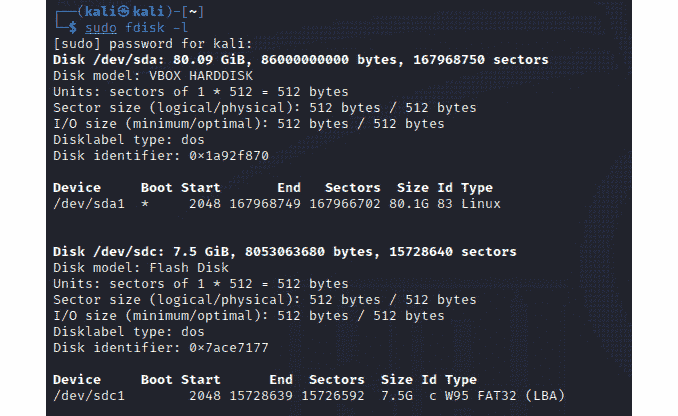 ┌──(kali㉿kali)-[~]
└─$ sudo fdisk -l
[sudo] password for kali:
Disk /dev/sda: 80.09 GiB, 86000000000 bytes, 167968750 sectors
Disk model: VBOX HARDDISK
Units: sectors of 1 * 512 = 512 bytes
Sector size (logical/physical): 512 bytes / 512 bytes
I/O size (minimum/optimal): 512 bytes / 512 bytes
Disklabel type: dos
Disk identifier: 0×1a92f870
Device     Boot Start       End   Sectors  Size Id Type
/dev/sda1  *     2048 167968749 167966702 80.1G 83 Linux
Disk /dev/sdc: 7.5 GiB, 8053063680 bytes, 15728640 sectors
Disk model: Flash Disk
Units: sectors of 1 * 512 = 512 bytes
Sector size (logical/physical): 512 bytes / 512 bytes
I/O size (minimum/optimal): 512 bytes / 512 bytes
Disklabel type: dos
Disk identifier: 0×7ace7177
Device     Boot Start      End  Sectors  Size Id Type
/dev/sdc1        2048 15728639 15726592  7.5G  c W95 FAT32 (LBA)